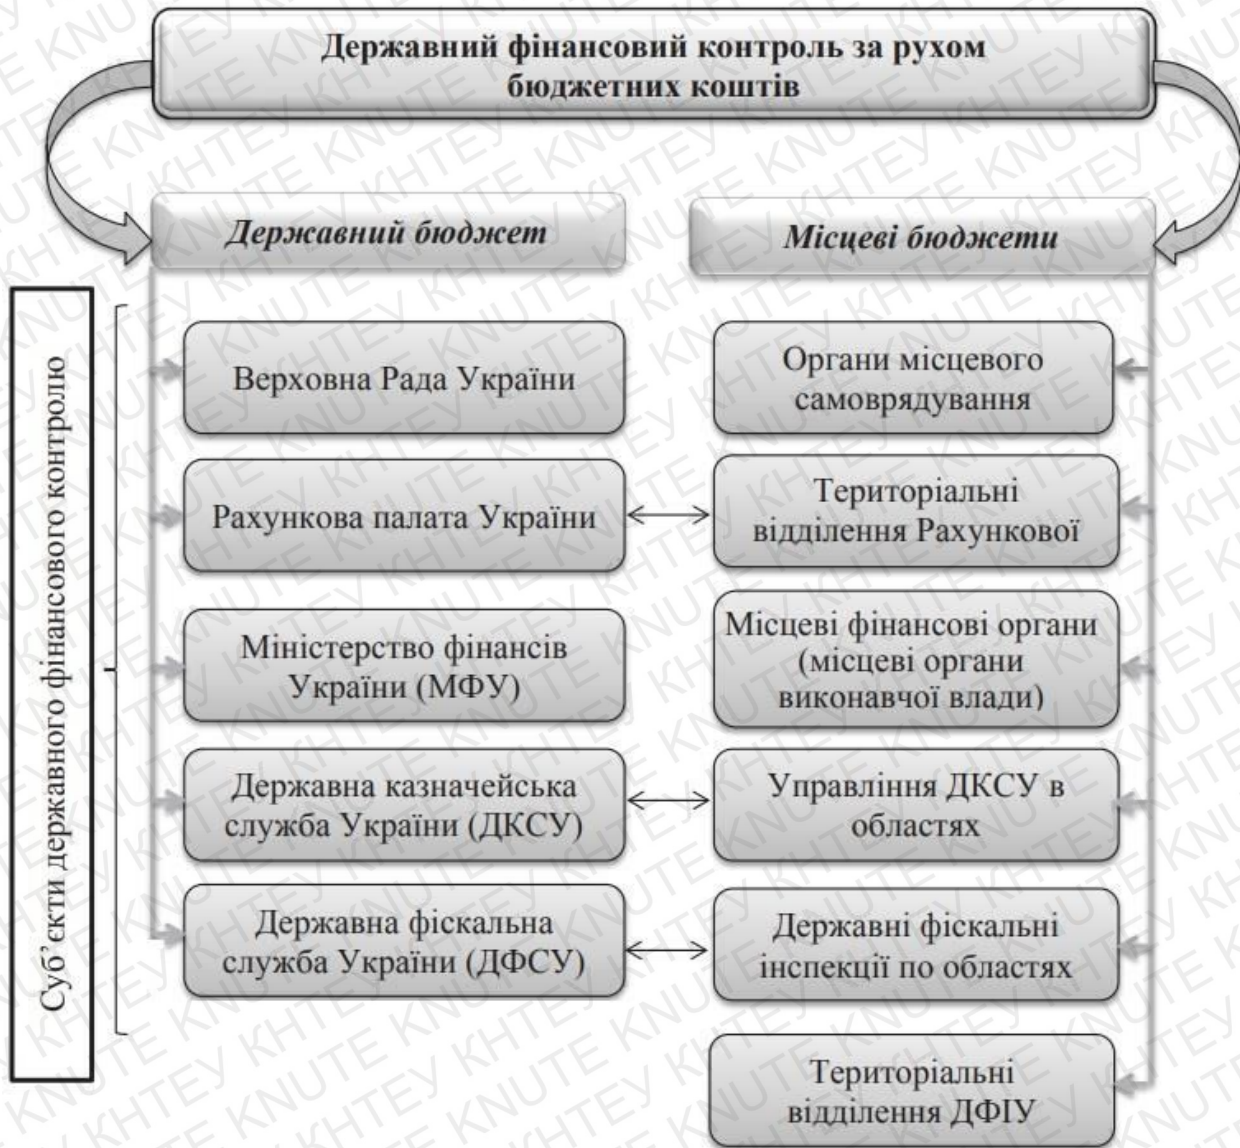 Державний фінансовий контроль за рухом
бюджетних коштів
Державний бюджет
Місцеві бюджети
Суб’єкти державного фінансового контролю
Верховна Рада України
Органи місцевого
самоврядування
Рахункова палата України
Територіальні
відділення Рахункової
Міністерство фінансів
України (МФУ)
Місцеві фінансові органи
(місцеві органи
виконавчої влади)
Державна казначейська
служба України (ДКСУ)
Управління ДКСУ в
областях
Державна фіскальна
служба України (ДФСУ)
Державні фіскальні
інспекції по областях
Територіальні
відділення ДФІУ